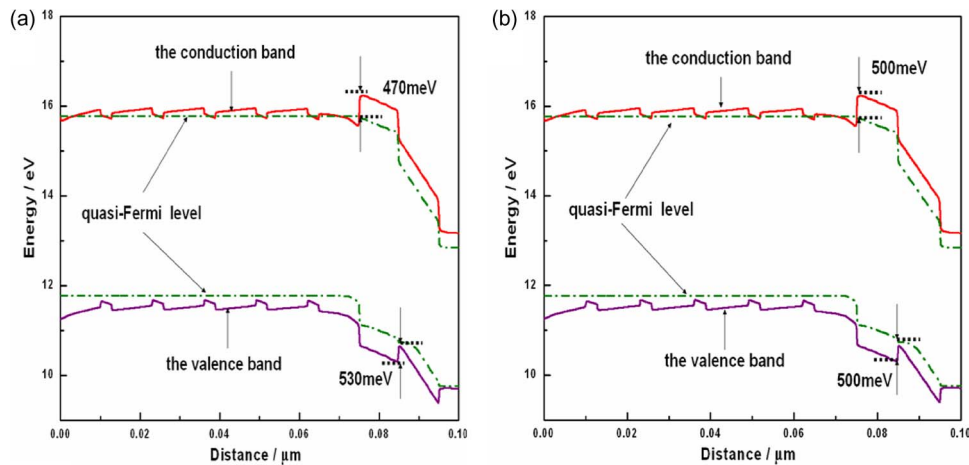 (a)
18
16
14
12
10
Energy / eV
the conduction band
470meV
quasi-Fermi level
the valence band
530meV
0.00 0.02 0.04 0.06 0.08 0.10
Distance / µm
(b)
18
16
14
12
10
Energy / eV
the conduction band
500meV
quasi-Fermi level
the valence band
500meV
0.00 0.02 0.04 0.06 0.08 0.10
Distance / µm